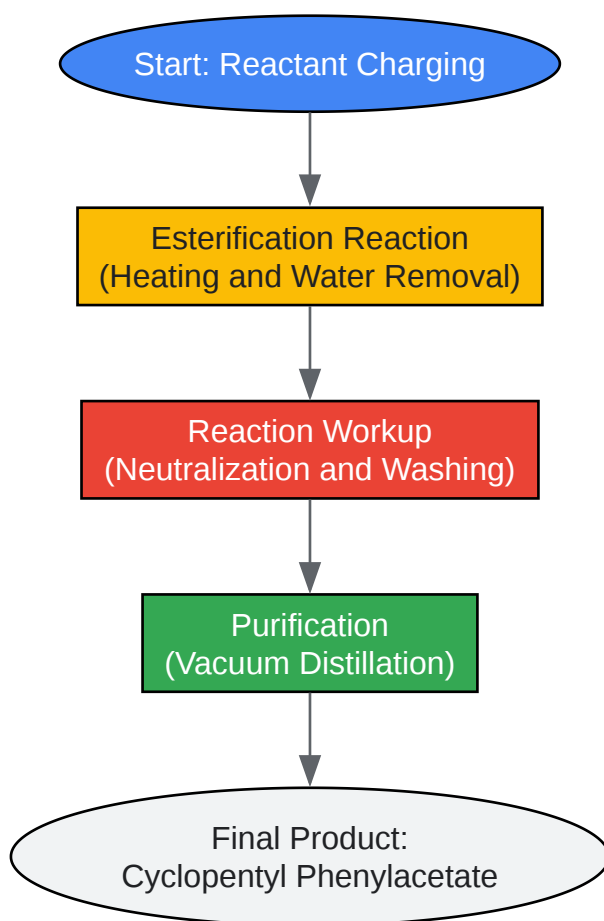 Start: Reactant Charging
Esterification Reaction
(Heating and Water Removal)
Reaction Workup
(Neutralization and Washing)
Purification
(Vacuum Distillation)
Final Product:
Cyclopentyl Phenylacetate